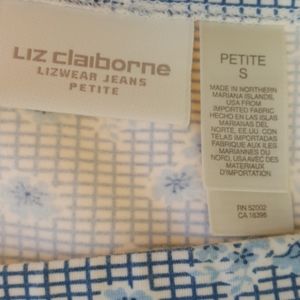 LIZ claiborne
LIZWEAR JEANS
PETITE
PETITE
S
MADE IN NORTHERN
MARIANA ISLANDS,
USA FROM
IMPORTED FABRIC
HECHO EN LAS ISLAS
MARIANAS DEL
NORTE, EE.UU. CON
TELAS IMPORTADAS
FABRIQUE AUX ILES
MARIANNES DU
NORD, USA AVEC DES
MATERIAUX
D'IMPORTATION
RN 52002
CA 16396